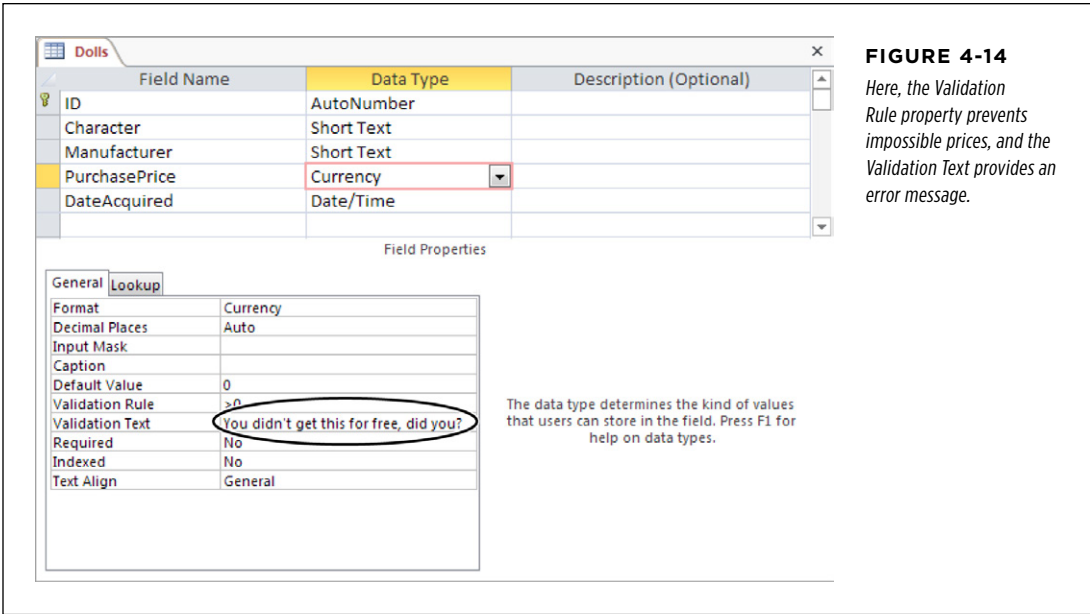 Dolls
Field Name Data Type Description (Optional)
ID AutoNumber
Character Short Text
Manufacturer Short Text
PurchasePrice Currency
DateAcquired Date/Time
Field Properties
General Lookup
Format Currency
Decimal Places Auto
Input Mask
Caption
Default Value 0
Validation Rule >0
Validation Text You didn't get this for free, did you?
Required No
Indexed No
Text Align General
The data type determines the kind of values
that users can store in the field. Press F1 for
help on data types.
FIGURE 4-14
Here, the Validation
Rule property prevents
impossible prices, and the
Validation Text provides an
error message.